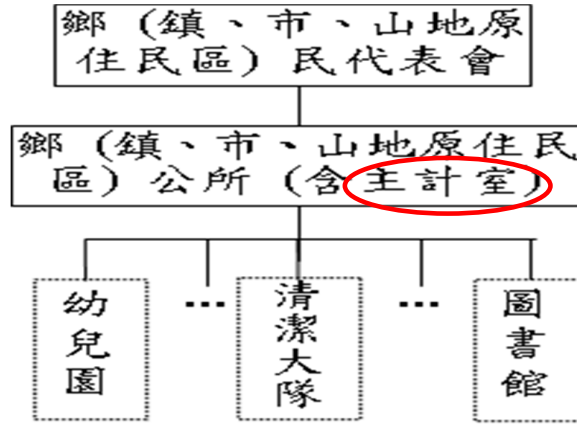 鄉（鎮、市、山地原
住民區）民代表會
鄉（鎮、市、山地原住民
區）公所（含主計室）
幼兒園
…
清潔大隊
…
圖書館